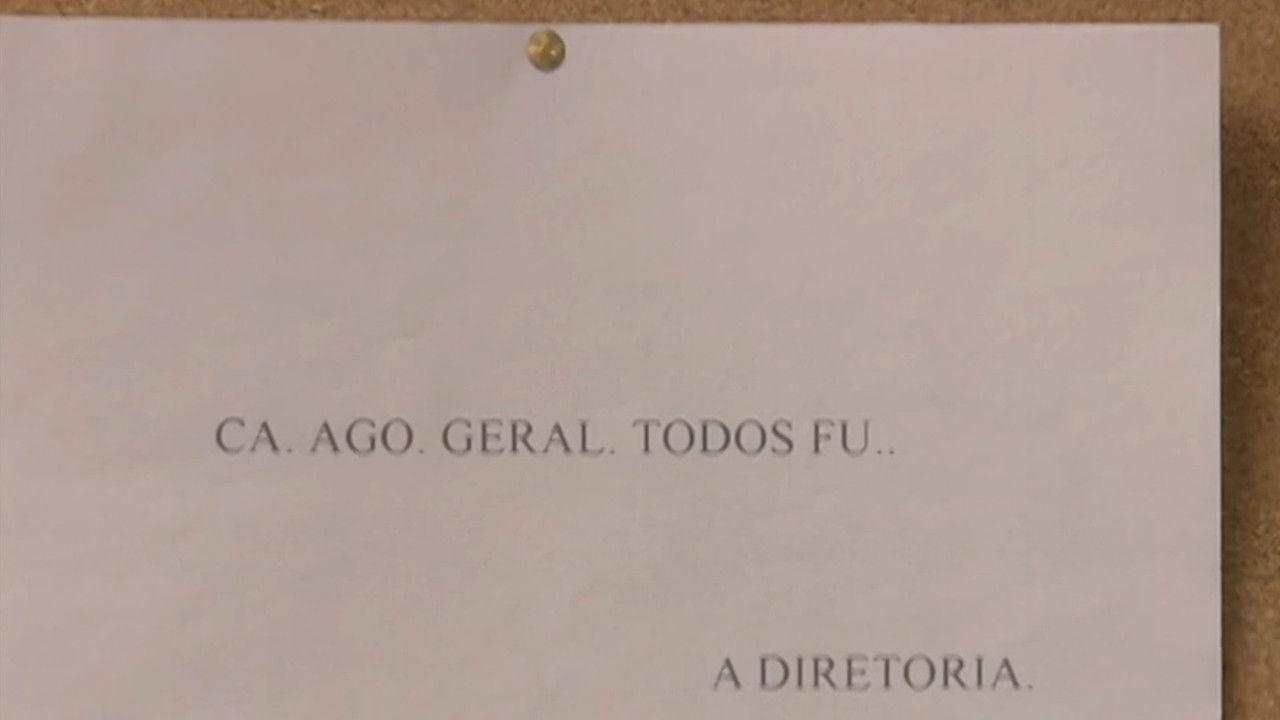 CA. AGO. GERAL. TODOS FU..
A DIRETORIA.